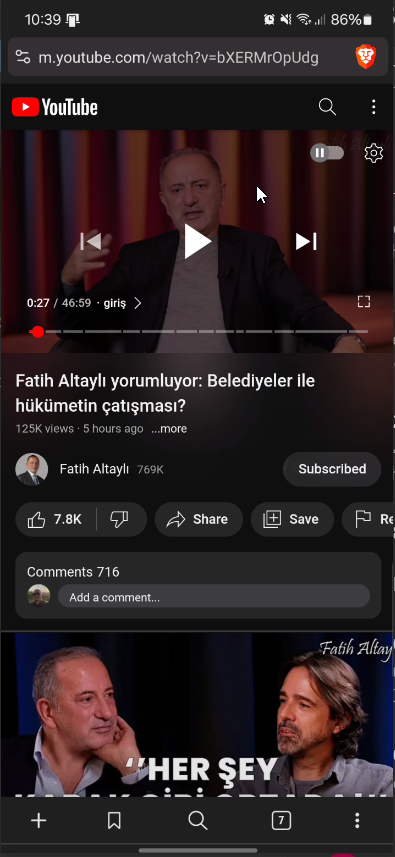 10:39
86%
m.youtube.com/watch?v=bXERMrOpUdg
YouTube
0:27 / 46:59 · giriş
Fatih Altaylı yorumluyor: Belediyeler ile
hükümetin çatışması?
125K views · 5 hours ago ...more
Fatih Altaylı 769K
Subscribed
7.8K
Share
Save
Re
Comments 716
Add a comment...
Fatih Altay
‘’HER ŞEY
7